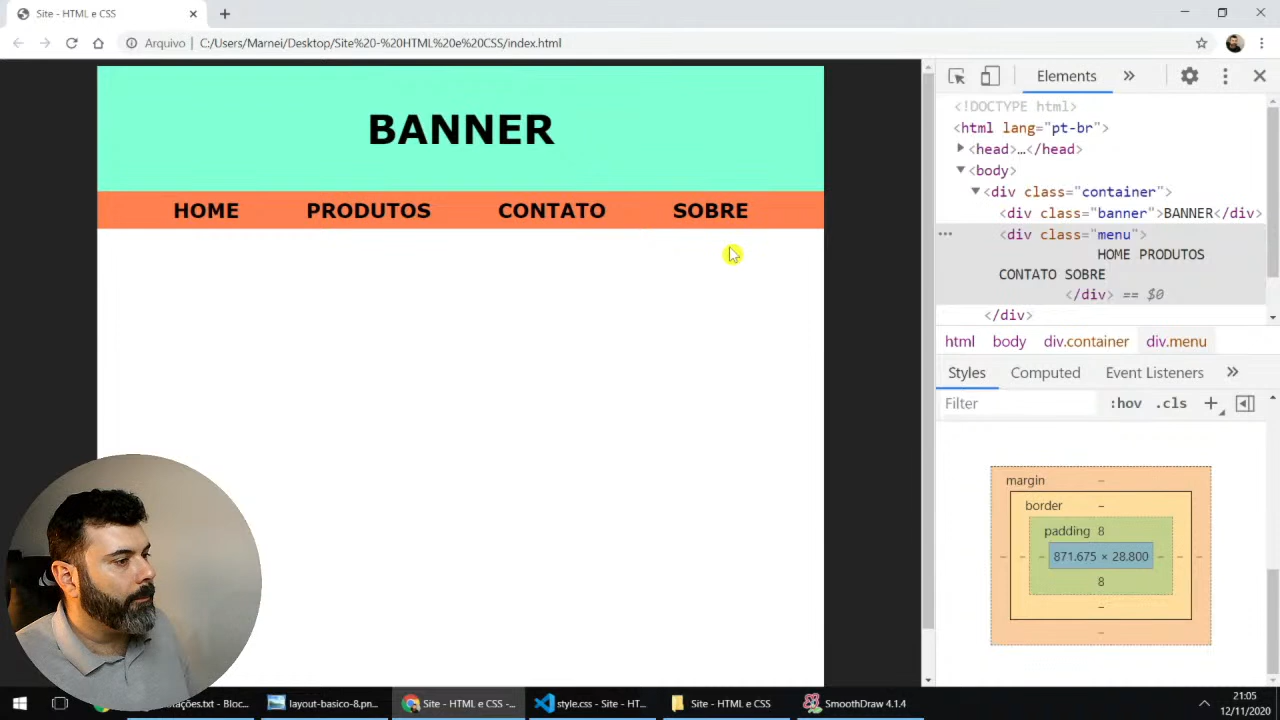 Site - HTML e CSS
Arquivo | C:/Users/Marnei/Desktop/Site%20-%20HTML%20e%20CSS/index.html
BANNER
HOME PRODUTOS CONTATO SOBRE
Elements
<!DOCTYPE html>
<html lang="pt-br">
<head>…</head>
<body>
<div class="container">
<div class="banner">BANNER</div>
<div class="menu">
HOME PRODUTOS
CONTATO SOBRE
</div> == $0
</div>
html body div.container div.menu
Styles Computed Event Listeners
Filter :hov .cls
margin –
border –
padding 8
– – 871.675 × 28.800 – –
8
–
–
tações.txt - Bloc... layout-basico-8.pn... Site - HTML e CSS -... style.css - Site - HT... Site - HTML e CSS SmoothDraw 4.1.4
21:05
12/11/2020